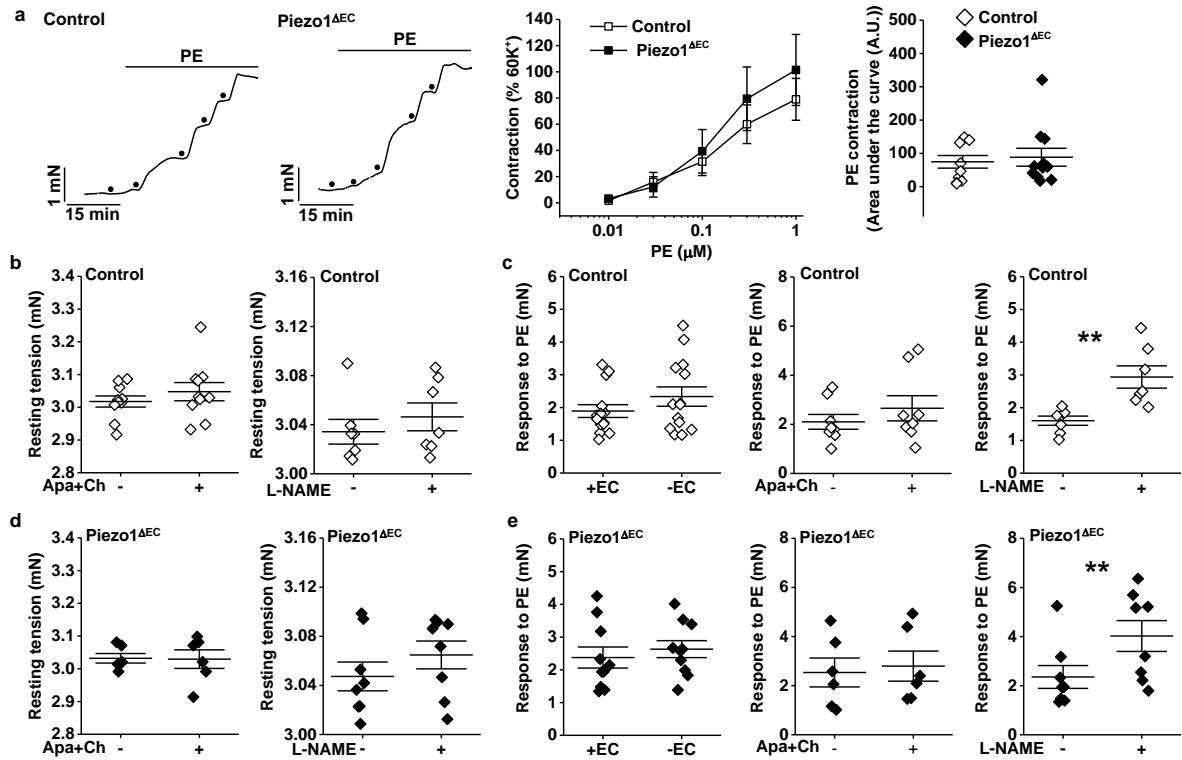 a
Control
PE
1 mN
15 min
Piezo1ΔEC
PE
1 mN
15 min
Contraction (% 60K+)
140
120
100
80
60
40
20
0
0.01
0.1
1
PE (μM)
Control
Piezo1ΔEC
PE contraction
(Area under the curve (A.U.))
500
400
300
200
100
0
Control
Piezo1ΔEC
b
Control
Resting tension (mN)
3.4
3.3
3.2
3.1
3.0
2.9
2.8
Apa+Ch - +
Control
Resting tension (mN)
3.16
3.12
3.08
3.04
3.00
L-NAME - +
c
Control
Response to PE (mN)
6
5
4
3
2
1
0
+EC -EC
Control
Response to PE (mN)
8
6
4
2
0
Apa+Ch - +
Control
Response to PE (mN)
6
5
4
3
2
1
0
**
L-NAME - +
d
Piezo1ΔEC
Resting tension (mN)
3.4
3.3
3.2
3.1
3.0
2.9
2.8
Apa+Ch - +
Piezo1ΔEC
Resting tension (mN)
3.16
3.12
3.08
3.04
3.00
L-NAME - +
e
Piezo1ΔEC
Response to PE (mN)
6
5
4
3
2
1
0
+EC -EC
Piezo1ΔEC
Response to PE (mN)
8
6
4
2
0
Apa+Ch - +
Piezo1ΔEC
Response to PE (mN)
8
6
4
2
0
**
L-NAME - +